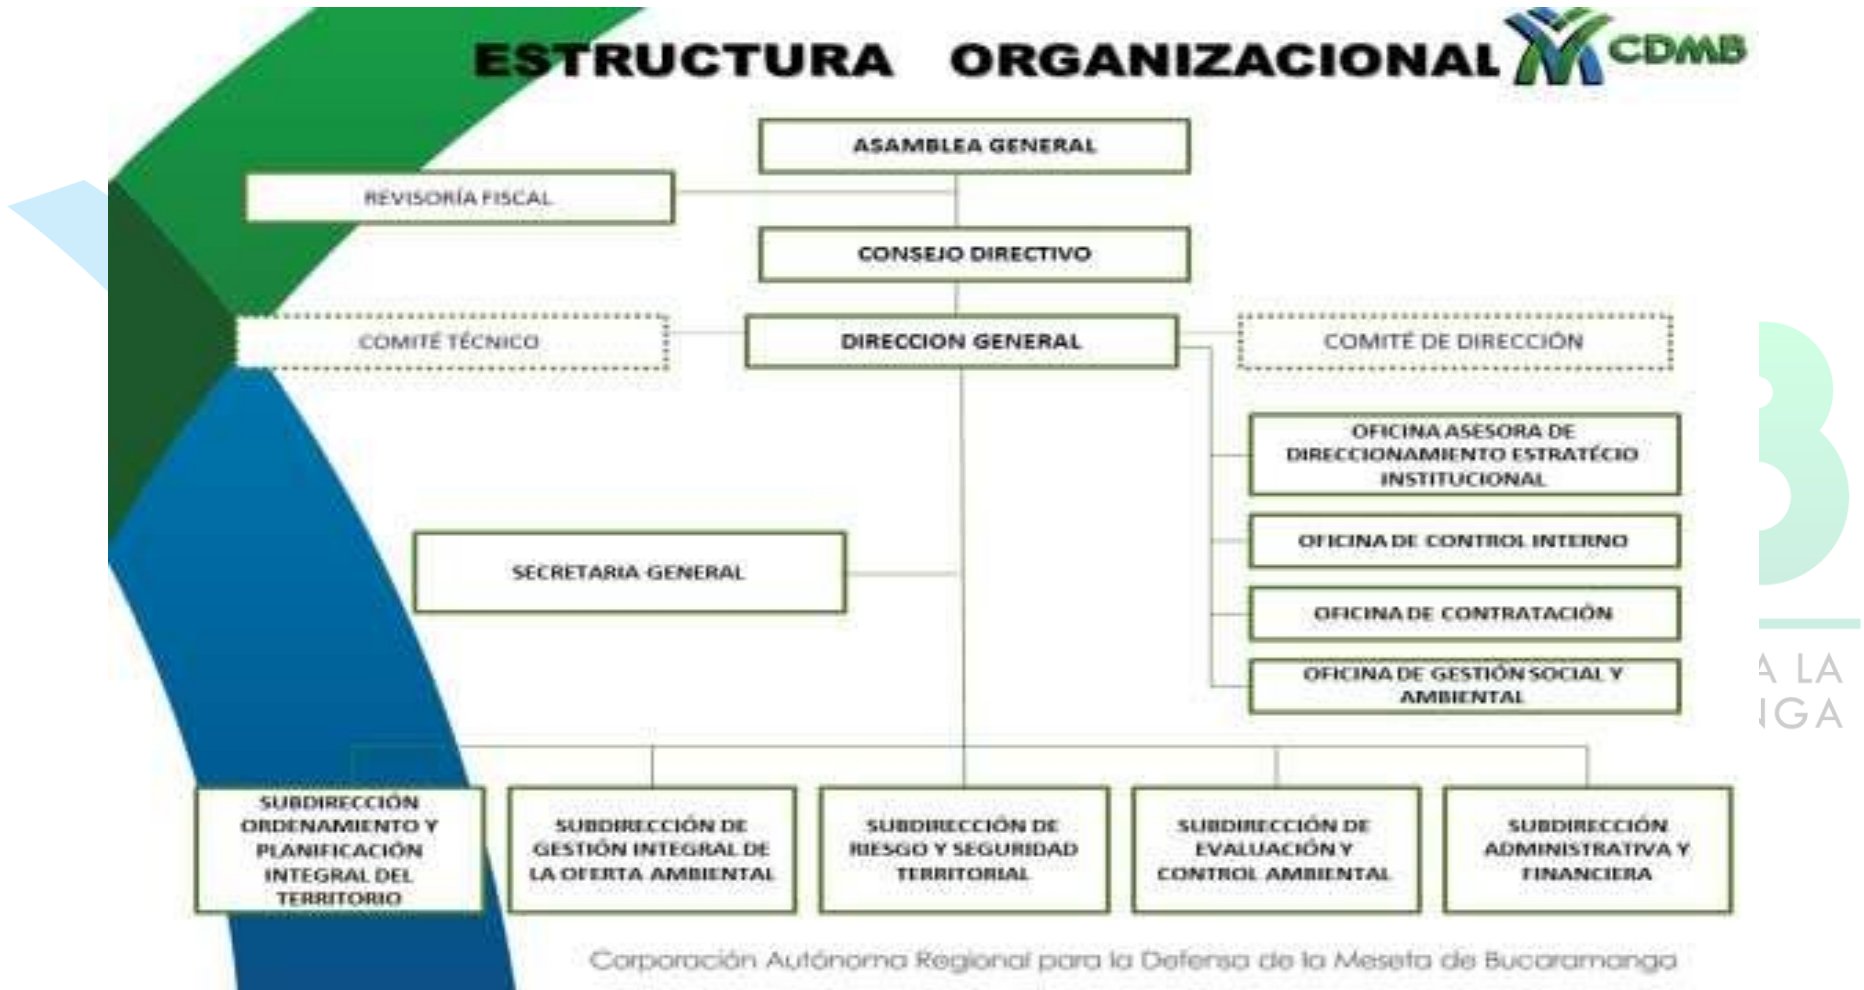 ESTRUCTURA ORGANIZACIONAL
CDMB
ASAMBLEA GENERAL
REVISORÍA FISCAL
CONSEJO DIRECTIVO
COMITÉ TÉCNICO
DIRECCION GENERAL
COMITÉ DE DIRECCIÓN
OFICINA ASESORA DE
DIRECCIONAMIENTO ESTRATÉCIO
INSTITUCIONAL
OFICINA DE CONTROL INTERNO
SECRETARIA GENERAL
OFICINA DE CONTRATACIÓN
OFICINA DE GESTIÓN SOCIAL Y
AMBIENTAL
A LA
NGA
SUBDIRECCIÓN
ORDENAMIENTO Y
PLANIFICACIÓN
INTEGRAL DEL
TERRITORIO
SUBDIRECCIÓN DE
GESTIÓN INTEGRAL DE
LA OFERTA AMBIENTAL
SUBDIRECCIÓN DE
RIESGO Y SEGURIDAD
TERRITORIAL
SUBDIRECCIÓN DE
EVALUACIÓN Y
CONTROL AMBIENTAL
SUBDIRECCIÓN
ADMINISTRATIVA Y
FINANCIERA
Corporación Autónoma Regional para la Defensa de la Meseta de Bucaramanga